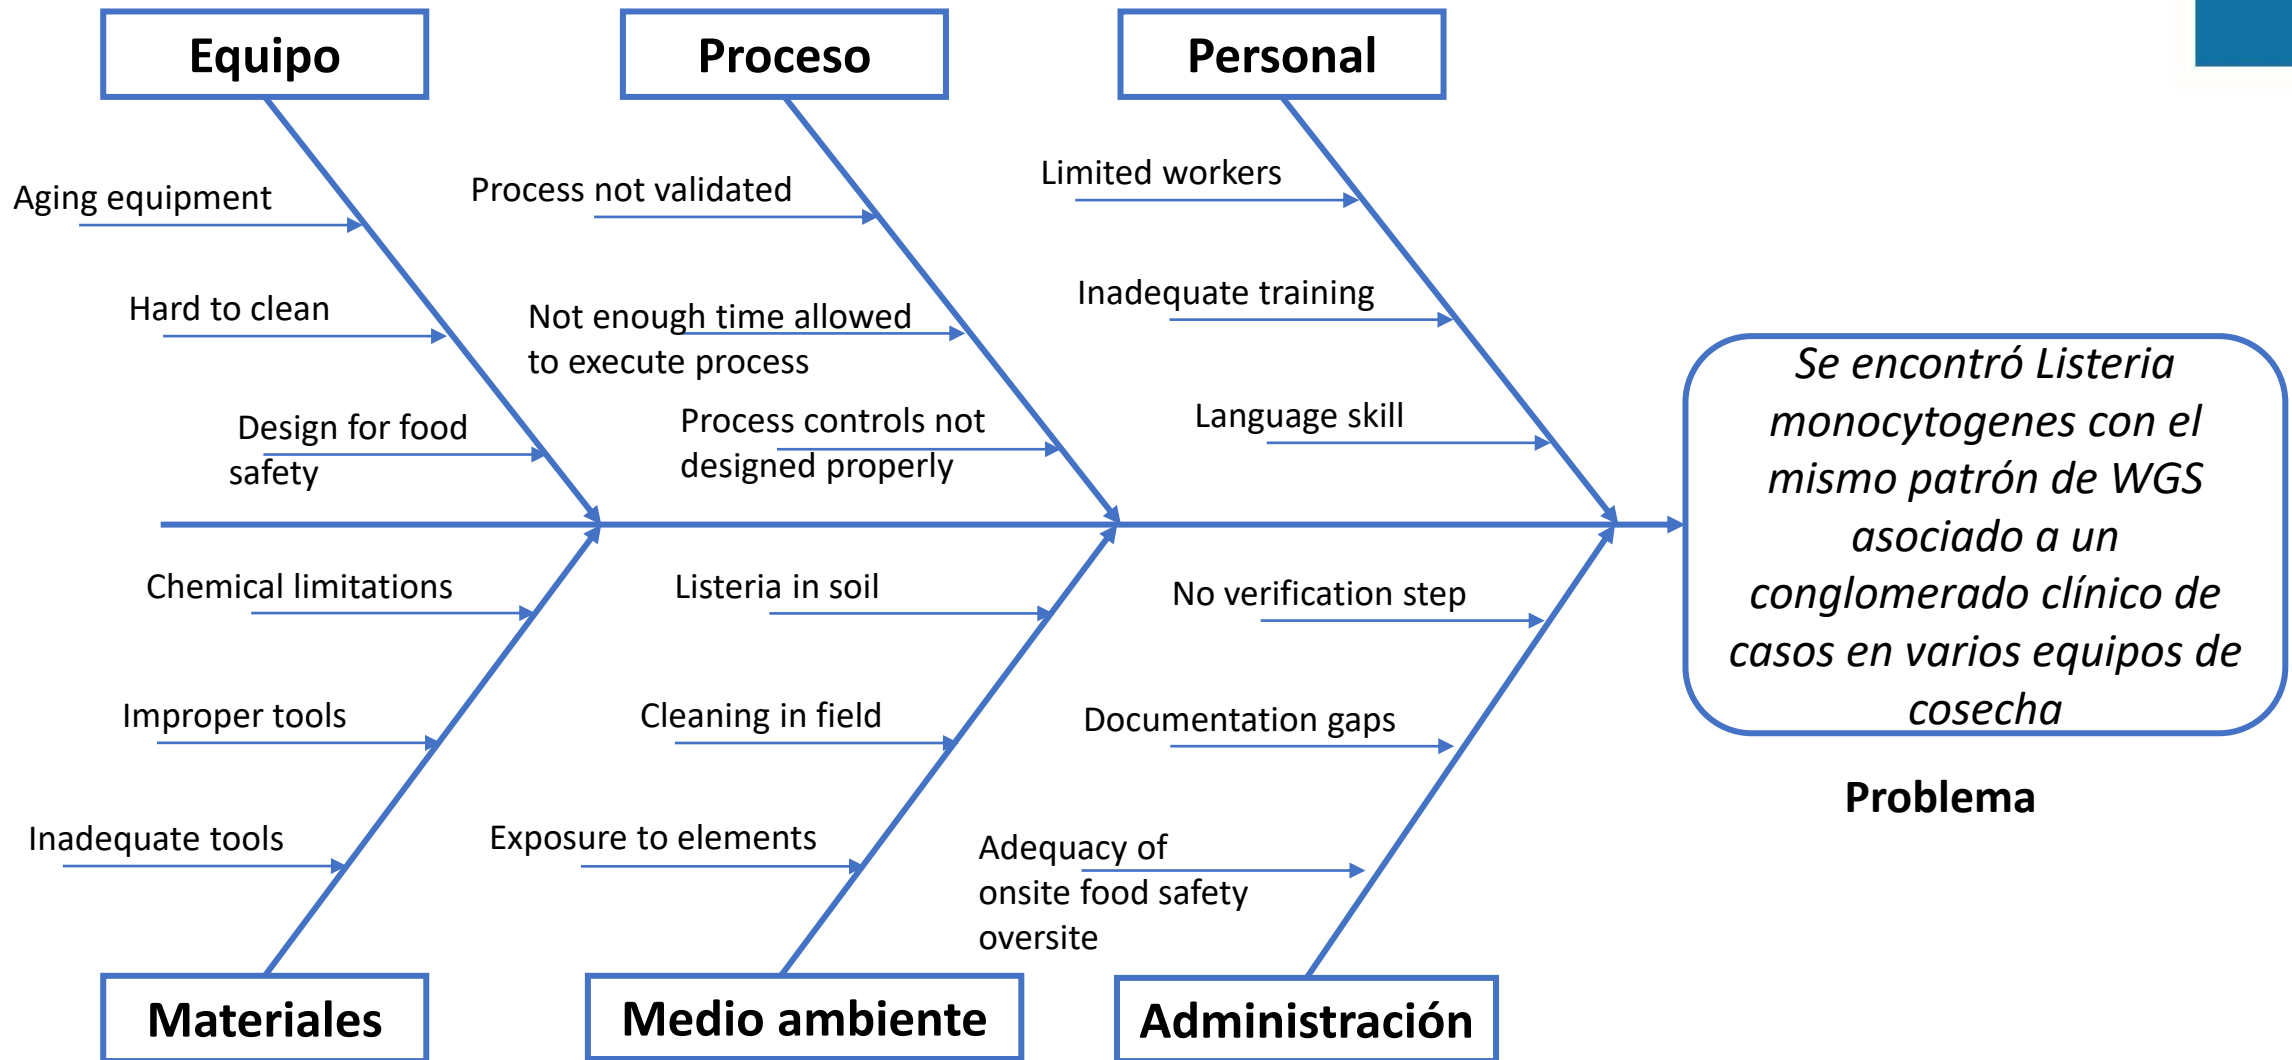 Equipo
Proceso
Personal
Aging equipment
Hard to clean
Design for food
safety
Process not validated
Not enough time allowed
to execute process
Process controls not
designed properly
Limited workers
Inadequate training
Language skill
Chemical limitations
Improper tools
Inadequate tools
Listeria in soil
Cleaning in field
Exposure to elements
No verification step
Documentation gaps
Adequacy of
onsite food safety
oversite
Se encontró Listeria
monocytogenes con el
mismo patrón de WGS
asociado a un
conglomerado clínico de
casos en varios equipos de
cosecha
Problema
Materiales
Medio ambiente
Administración